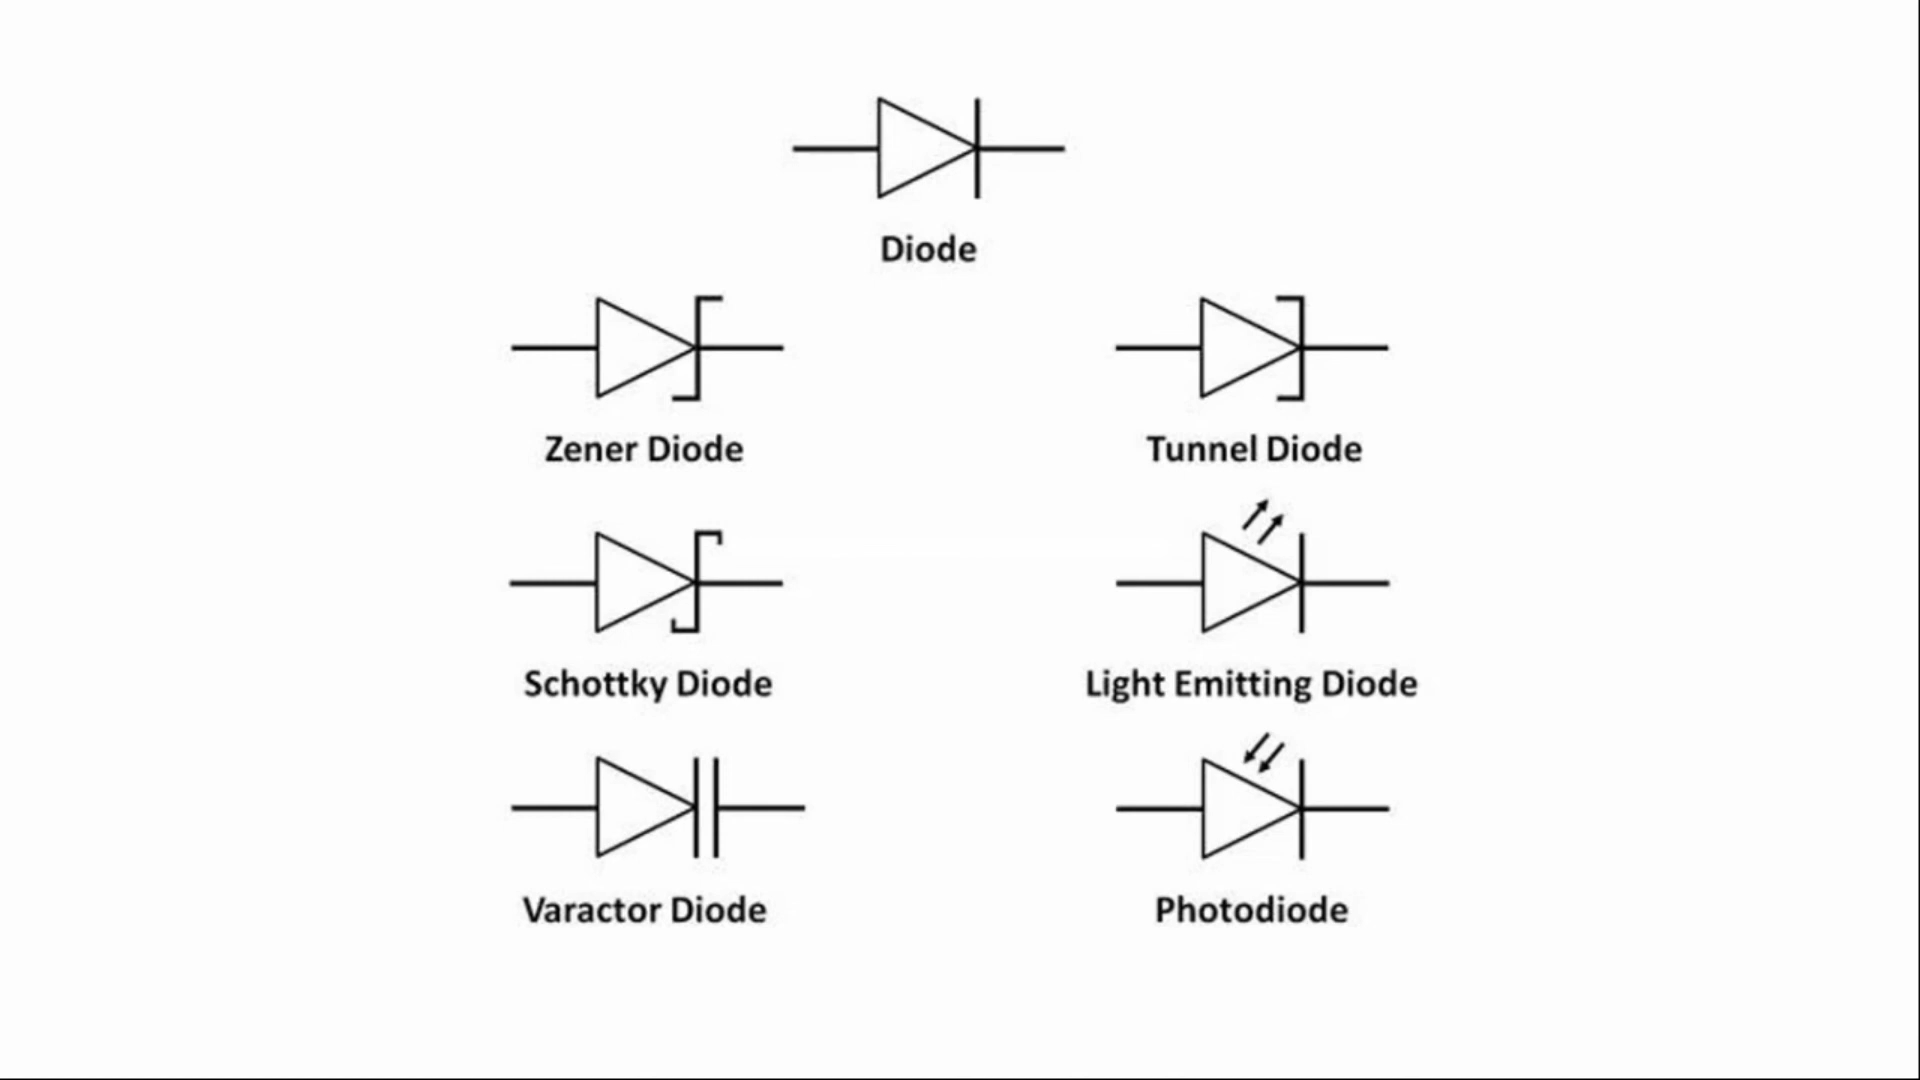 Diode
Zener Diode
Tunnel Diode
Schottky Diode
Light Emitting Diode
Varactor Diode
Photodiode